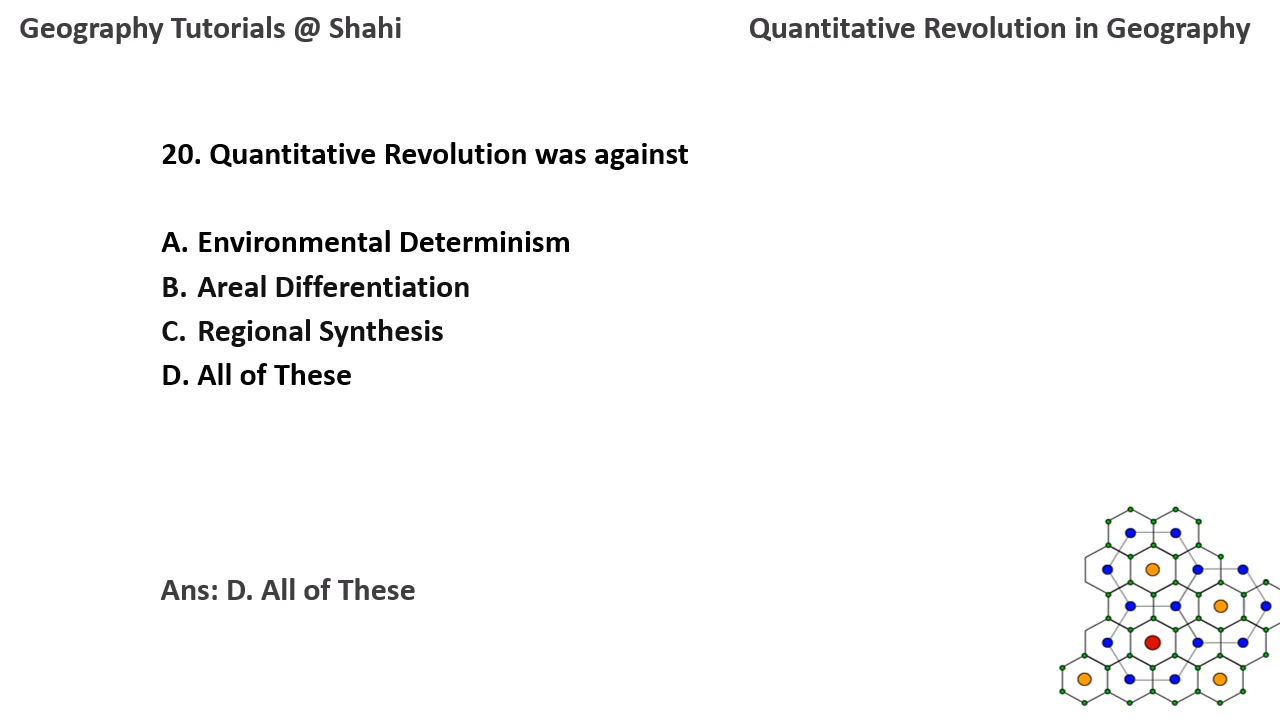 Geography Tutorials @ Shahi
Quantitative Revolution in Geography
20. Quantitative Revolution was against
A. Environmental Determinism
B. Areal Differentiation
C. Regional Synthesis
D. All of These
Ans: D. All of These